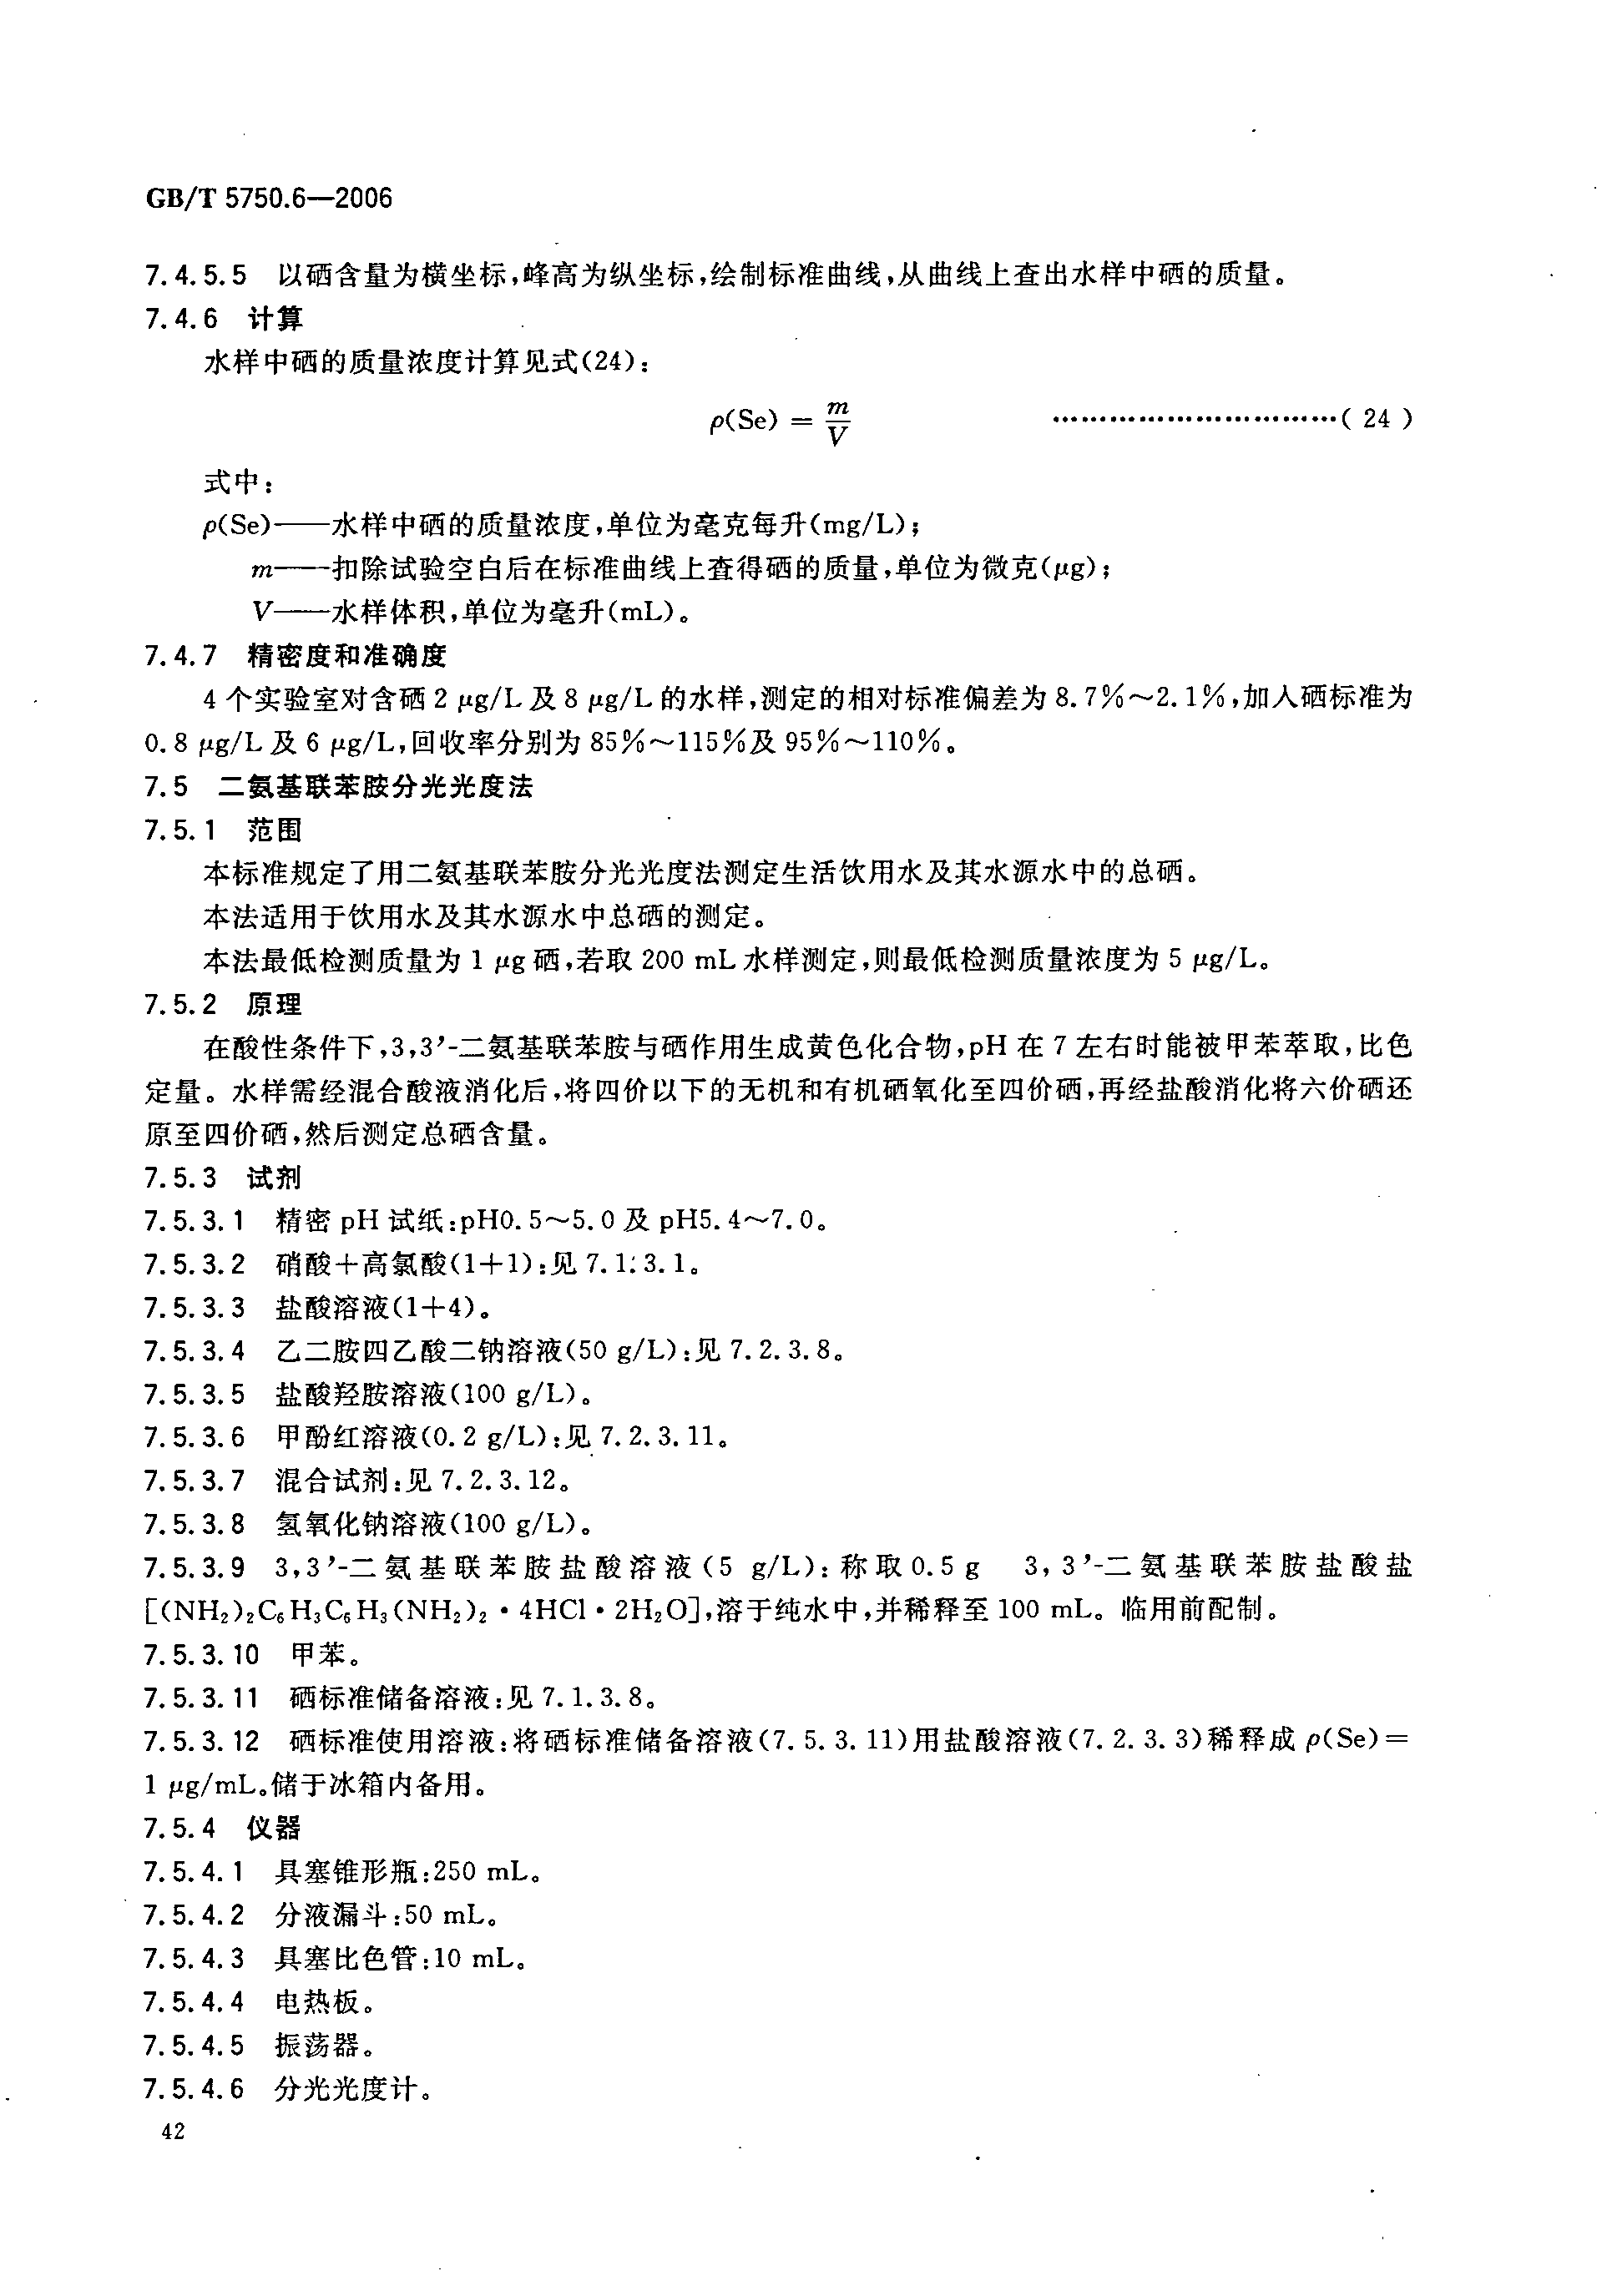 GB/T 5750.6—2006
7.4.5.5 以硒含量为横坐标,峰高为纵坐标,绘制标准曲线,从曲线上查出水样中硒的质量。
7.4.6 计算
水样中硒的质量浓度计算见式(24):
ρ(Se) = m/V …………………………( 24 )
式中:
ρ(Se)——水样中硒的质量浓度,单位为毫克每升(mg/L);
m——扣除试验空白后在标准曲线上查得硒的质量,单位为微克(μg);
V——水样体积,单位为毫升(mL)。
7.4.7 精密度和准确度
4 个实验室对含硒 2 μg/L 及 8 μg/L 的水样,测定的相对标准偏差为 8.7%～2.1%,加入硒标准为
0.8 μg/L 及 6 μg/L,回收率分别为 85%～115%及 95%～110%。
7.5 二氨基联苯胺分光光度法
7.5.1 范围
本标准规定了用二氨基联苯胺分光光度法测定生活饮用水及其水源水中的总硒。
本法适用于饮用水及其水源水中总硒的测定。
本法最低检测质量为 1 μg 硒,若取 200 mL 水样测定,则最低检测质量浓度为 5 μg/L。
7.5.2 原理
在酸性条件下,3,3'-二氨基联苯胺与硒作用生成黄色化合物,pH 在 7 左右时能被甲苯萃取,比色
定量。水样需经混合酸液消化后,将四价以下的无机和有机硒氧化至四价硒,再经盐酸消化将六价硒还
原至四价硒,然后测定总硒含量。
7.5.3 试剂
7.5.3.1 精密 pH 试纸:pH0.5～5.0 及 pH5.4～7.0。
7.5.3.2 硝酸+高氯酸(1+1):见 7.1.3.1。
7.5.3.3 盐酸溶液(1+4)。
7.5.3.4 乙二胺四乙酸二钠溶液(50 g/L):见 7.2.3.8。
7.5.3.5 盐酸羟胺溶液(100 g/L)。
7.5.3.6 甲酚红溶液(0.2 g/L):见 7.2.3.11。
7.5.3.7 混合试剂:见 7.2.3.12。
7.5.3.8 氢氧化钠溶液(100 g/L)。
7.5.3.9 3,3'-二氨基联苯胺盐酸溶液(5 g/L):称取 0.5 g 3,3'-二氨基联苯胺盐酸盐
[(NH₂)₂C₆H₃C₆H₃(NH₂)₂·4HCl·2H₂O],溶于纯水中,并稀释至 100 mL。临用前配制。
7.5.3.10 甲苯。
7.5.3.11 硒标准储备溶液:见 7.1.3.8。
7.5.3.12 硒标准使用溶液:将硒标准储备溶液(7.5.3.11)用盐酸溶液(7.2.3.3)稀释成 ρ(Se)=
1 μg/mL。储于冰箱内备用。
7.5.4 仪器
7.5.4.1 具塞锥形瓶:250 mL。
7.5.4.2 分液漏斗:50 mL。
7.5.4.3 具塞比色管:10 mL。
7.5.4.4 电热板。
7.5.4.5 振荡器。
7.5.4.6 分光光度计。
42